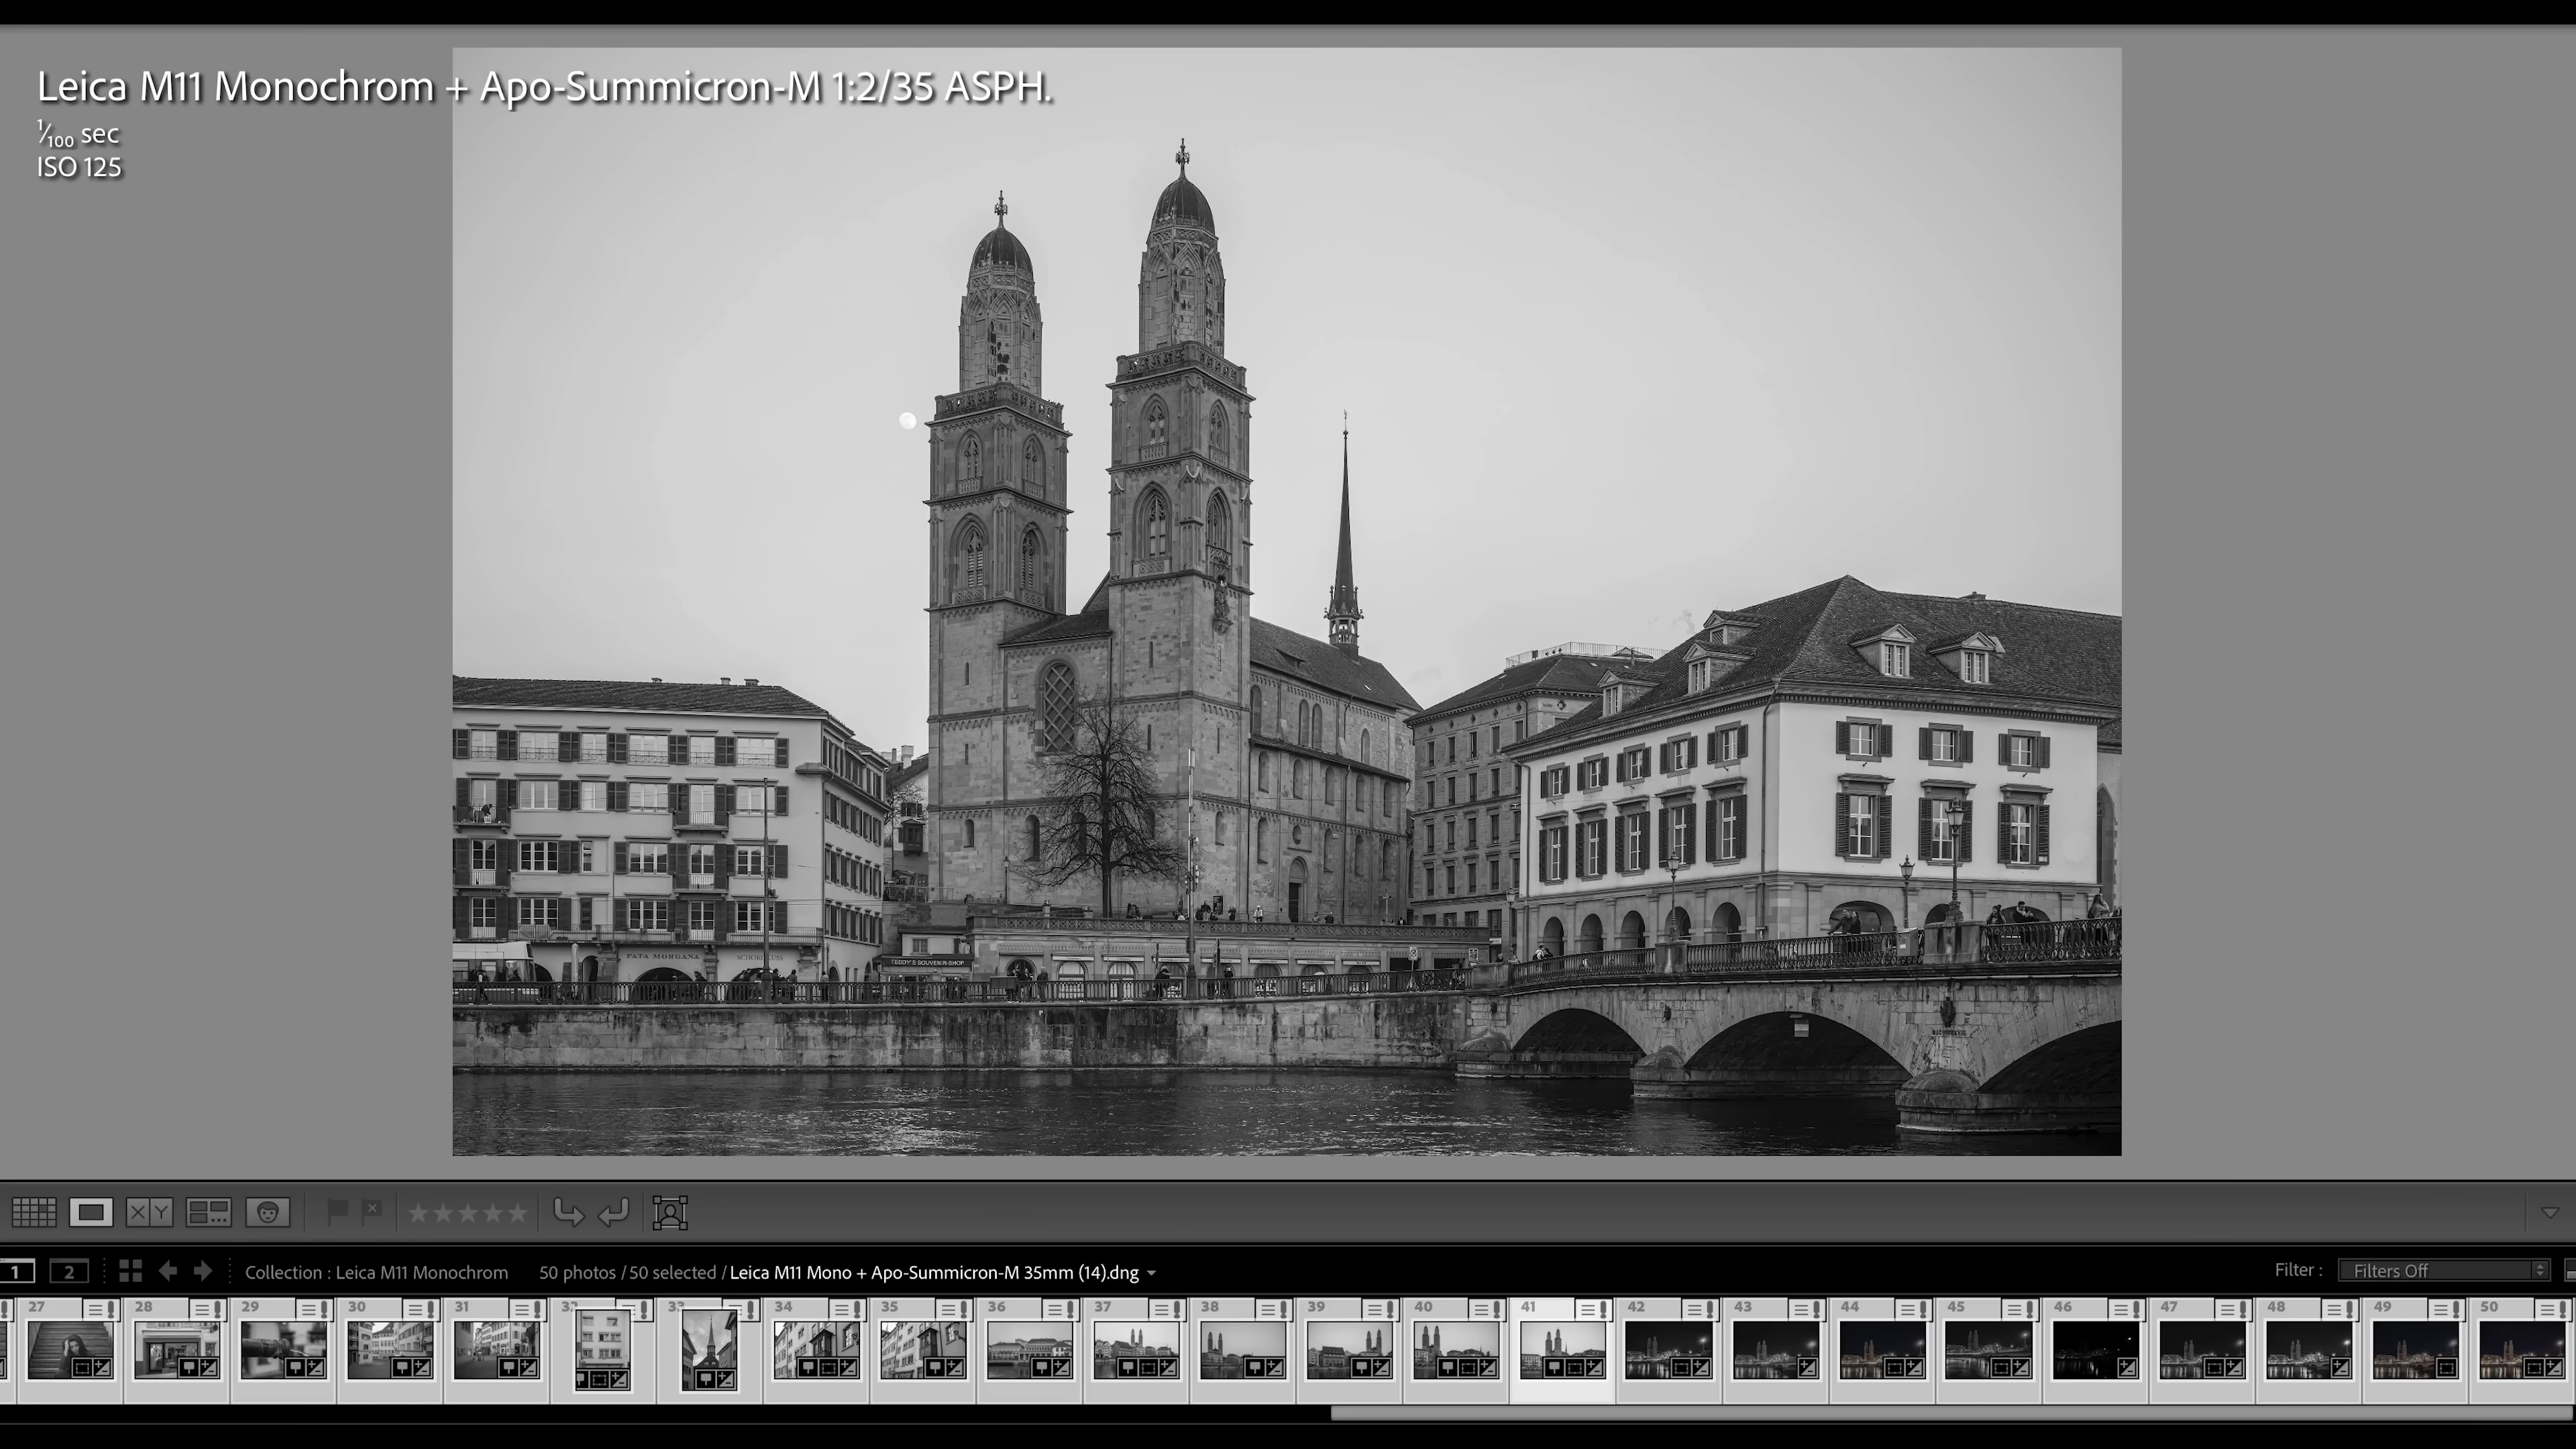 Leica M11 Monochrom + Apo-Summicron-M 1:2/35 ASPH.
1/100 sec
ISO 125
FATA MORGANA
TEDDY'S SOUVENIR-SHOP
X Y
1 2 Collection : Leica M11 Monochrom 50 photos / 50 selected / Leica M11 Mono + Apo-Summicron-M 35mm (14).dng Filter : Filters Off
27 28 29 30 31 32 33 34 35 36 37 38 39 40 41 42 43 44 45 46 47 48 49 50